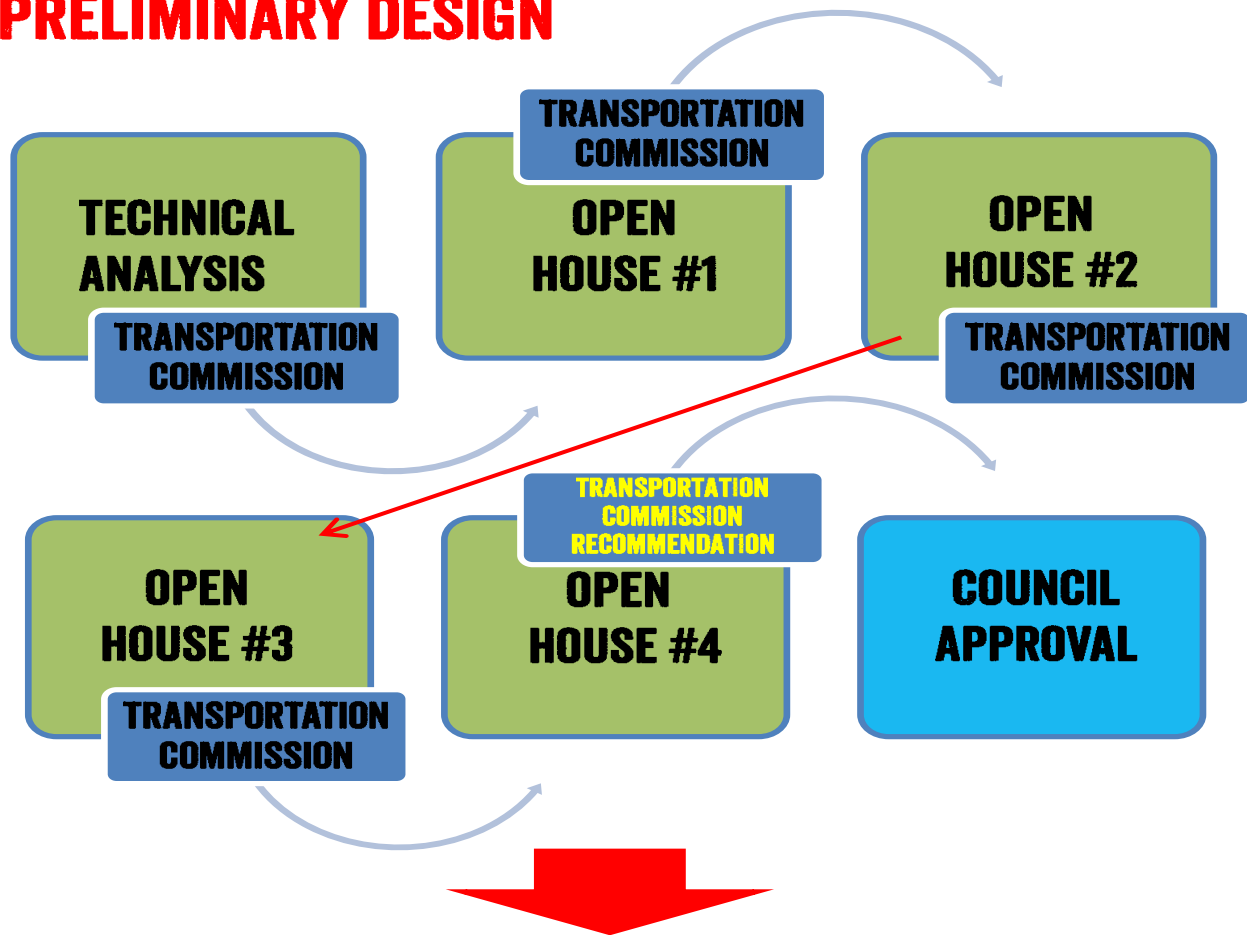 PRELIMINARY DESIGN
TECHNICAL
ANALYSIS
TRANSPORTATION
COMMISSION
TRANSPORTATION
COMMISSION
OPEN
HOUSE #1
OPEN
HOUSE #2
TRANSPORTATION
COMMISSION
OPEN
HOUSE #3
TRANSPORTATION
COMMISSION
TRANSPORTATION
COMMISSION
RECOMMENDATION
OPEN
HOUSE #4
COUNCIL
APPROVAL